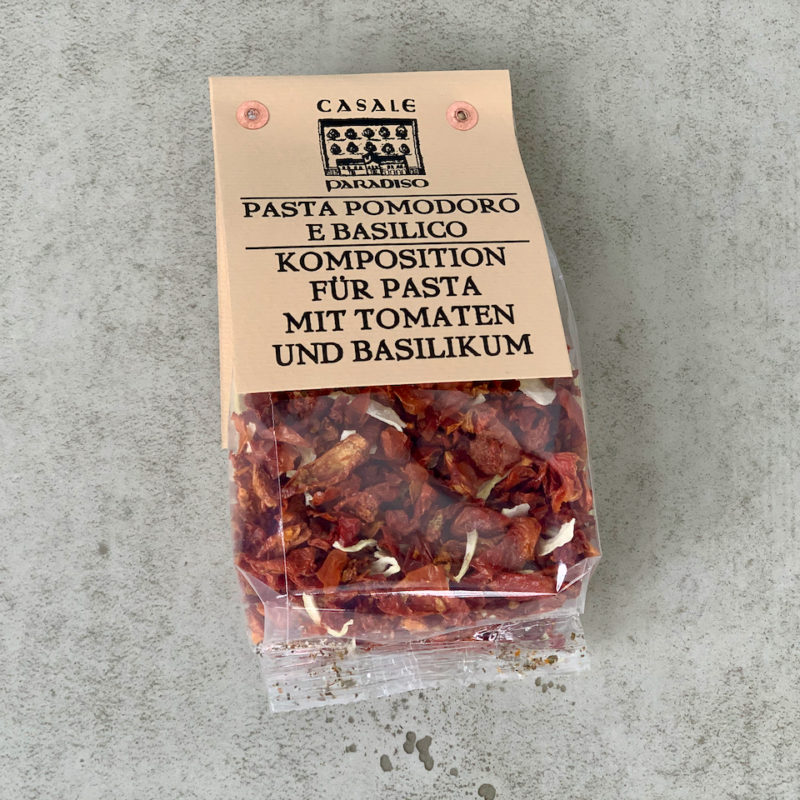 CASALE
PARADISO
PASTA POMODORO
E BASILICO
KOMPOSITION
FÜR PASTA
MIT TOMATEN
UND BASILIKUM